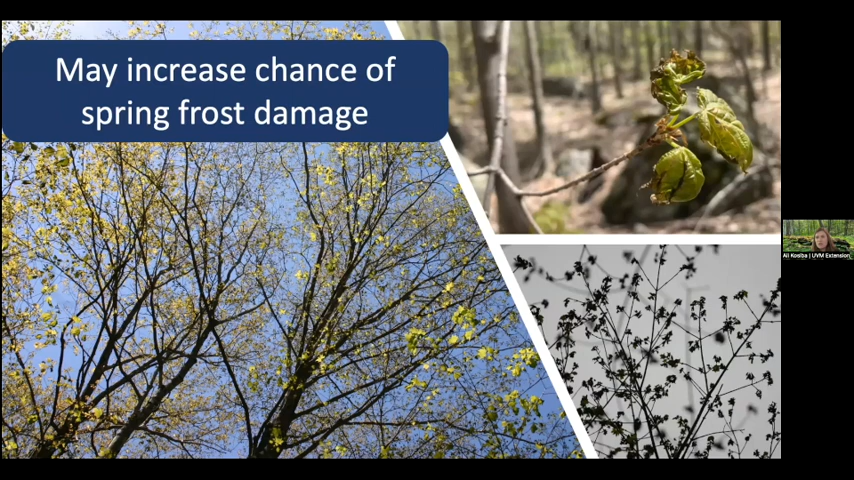 May increase chance of
spring frost damage
Ali Kosiba | UVM Extension